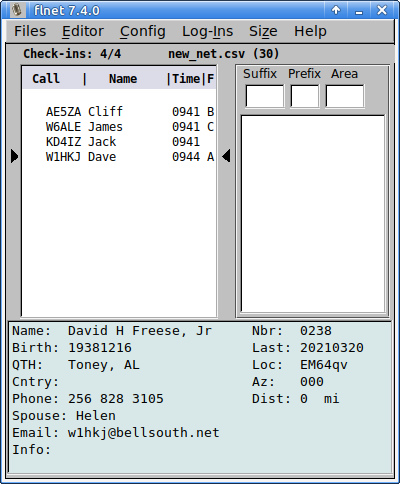 flnet 7.4.0
Files Editor Config Log-Ins Size Help
Check-ins: 4/4 new_net.csv (30)
Suffix Prefix Area
Call | Name |Time|F
AE5ZA Cliff 0941 B
W6ALE James 0941 C
KD4IZ Jack 0941
W1HKJ Dave 0944 A
Name: David H Freese, Jr Nbr: 0238
Birth: 19381216 Last: 20210320
QTH: Toney, AL Loc: EM64qv
Cntry: Az: 000
Phone: 256 828 3105 Dist: 0 mi
Spouse: Helen
Email: w1hkj@bellsouth.net
Info: